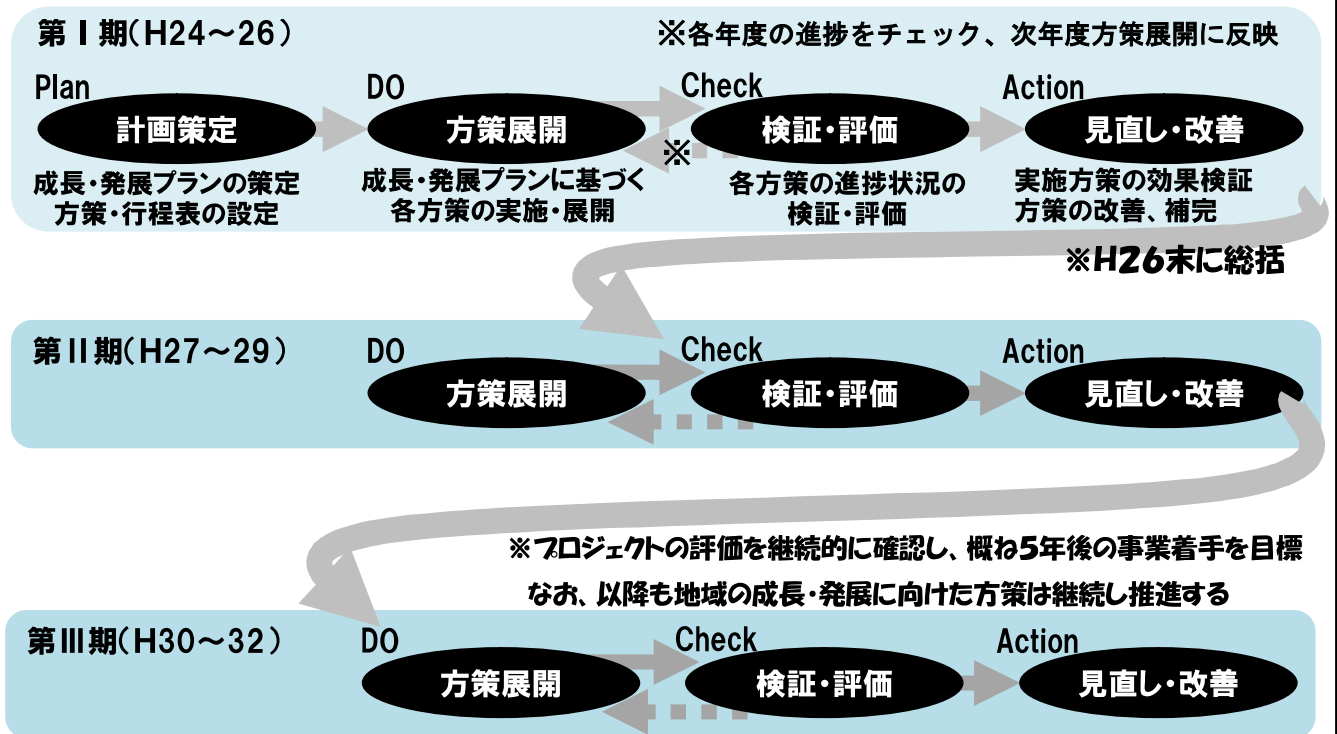 第Ⅰ期(H24～26)
※各年度の進捗をチェック、次年度方策展開に反映
Plan
DO
Check
Action
計画策定
方策展開
検証・評価
見直し・改善
※
成長・発展プランの策定
方策・行程表の設定
成長・発展プランに基づく
各方策の実施・展開
各方策の進捗状況の
検証・評価
実施方策の効果検証
方策の改善、補完
※H26末に総括
第Ⅱ期(H27～29)
DO
Check
Action
方策展開
検証・評価
見直し・改善
※プロジェクトの評価を継続的に確認し、概ね5年後の事業着手を目標
なお、以降も地域の成長・発展に向けた方策は継続し推進する
第Ⅲ期(H30～32)
DO
Check
Action
方策展開
検証・評価
見直し・改善